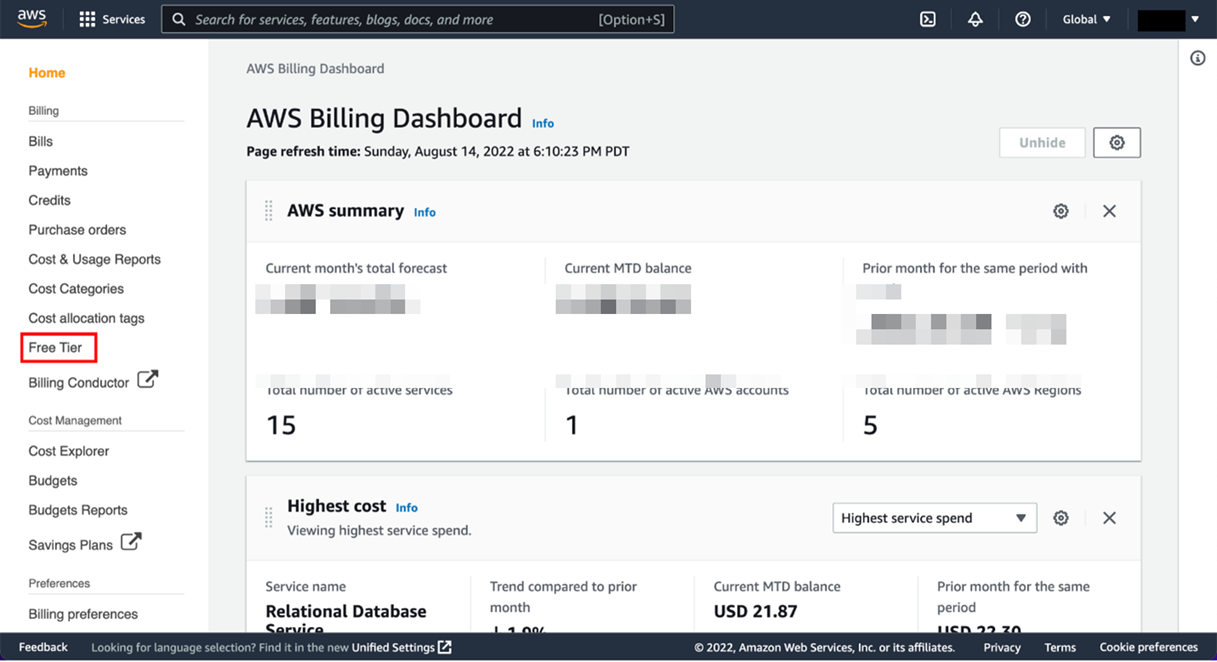 aws
Services
Search for services, features, blogs, docs, and more [Option+S]
Global
Home
Billing
Bills
Payments
Credits
Purchase orders
Cost & Usage Reports
Cost Categories
Cost allocation tags
Free Tier
Billing Conductor
Cost Management
Cost Explorer
Budgets
Budgets Reports
Savings Plans
Preferences
Billing preferences
AWS Billing Dashboard
AWS Billing Dashboard Info
Page refresh time: Sunday, August 14, 2022 at 6:10:23 PM PDT
Unhide
AWS summary Info
Current month's total forecast
Current MTD balance
Prior month for the same period with
Total number of active services
15
Total number of active AWS accounts
1
Total number of active AWS Regions
5
Highest cost Info
Viewing highest service spend.
Highest service spend
Service name
Relational Database
Service
Trend compared to prior
month
↓ 1.9%
Current MTD balance
USD 21.87
Prior month for the same
period
USD 22.30
Feedback
Looking for language selection? Find it in the new Unified Settings
© 2022, Amazon Web Services, Inc. or its affiliates.
Privacy
Terms
Cookie preferences